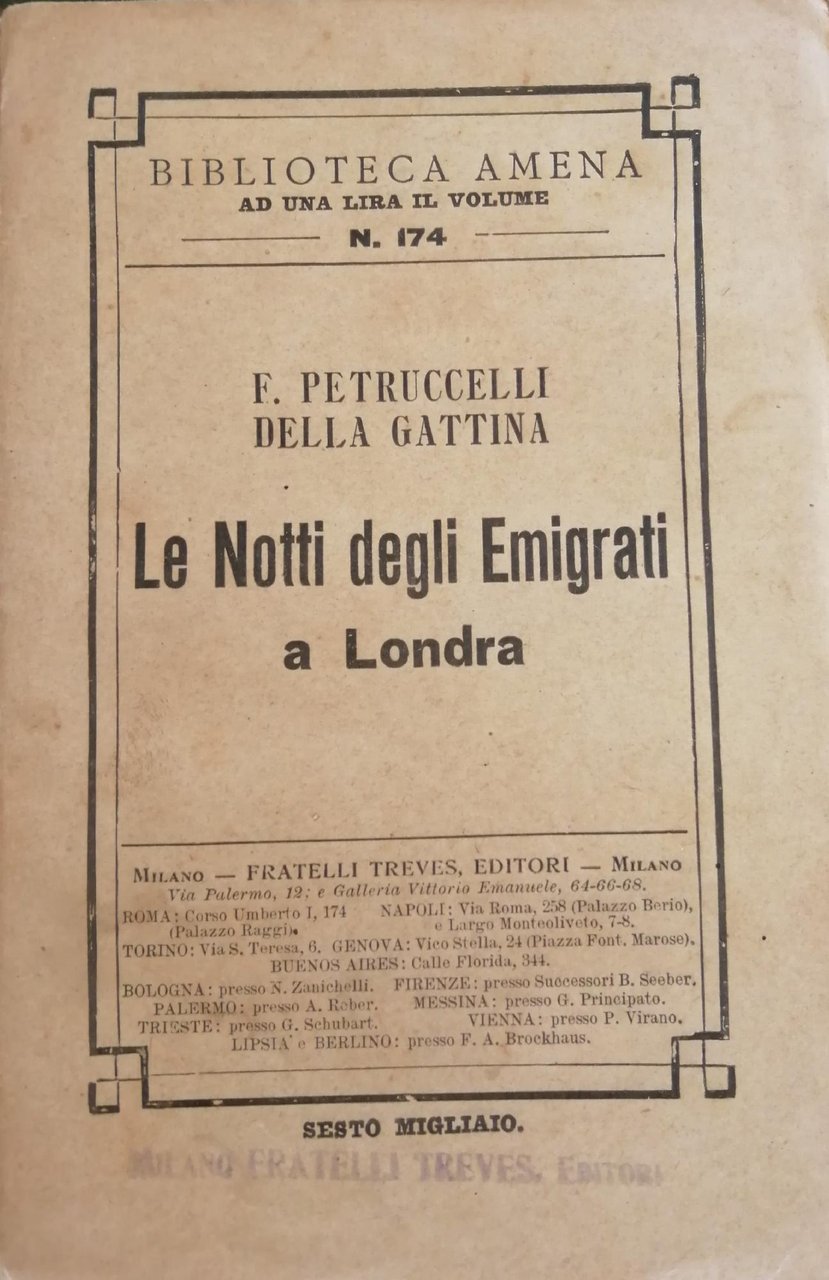 BIBLIOTECA AMENA
AD UNA LIRA IL VOLUME
N. 174
F. PETRUCCELLI
DELLA GATTINA
Le Notti degli Emigrati
a Londra
MILANO — FRATELLI TREVES, EDITORI — MILANO
Via Palermo, 12; e Galleria Vittorio Emanuele, 64-66-68.
ROMA: Corso Umberto I, 174 NAPOLI: Via Roma, 258 (Palazzo Berio),
(Palazzo Raggi). e Largo Monteoliveto, 7-8.
TORINO: Via S. Teresa, 6. GENOVA: Vico Stella, 24 (Piazza Font. Marose).
BUENOS AIRES: Calle Florida, 344.
BOLOGNA: presso N. Zanichelli. FIRENZE: presso Successori B. Seeber.
PALERMO: presso A. Reber. MESSINA: presso G. Principato.
TRIESTE: presso G. Schubart. VIENNA: presso P. Virano.
LIPSIA e BERLINO: presso F. A. Brockhaus.
SESTO MIGLIAIO.
MILANO FRATELLI TREVES, EDITORI